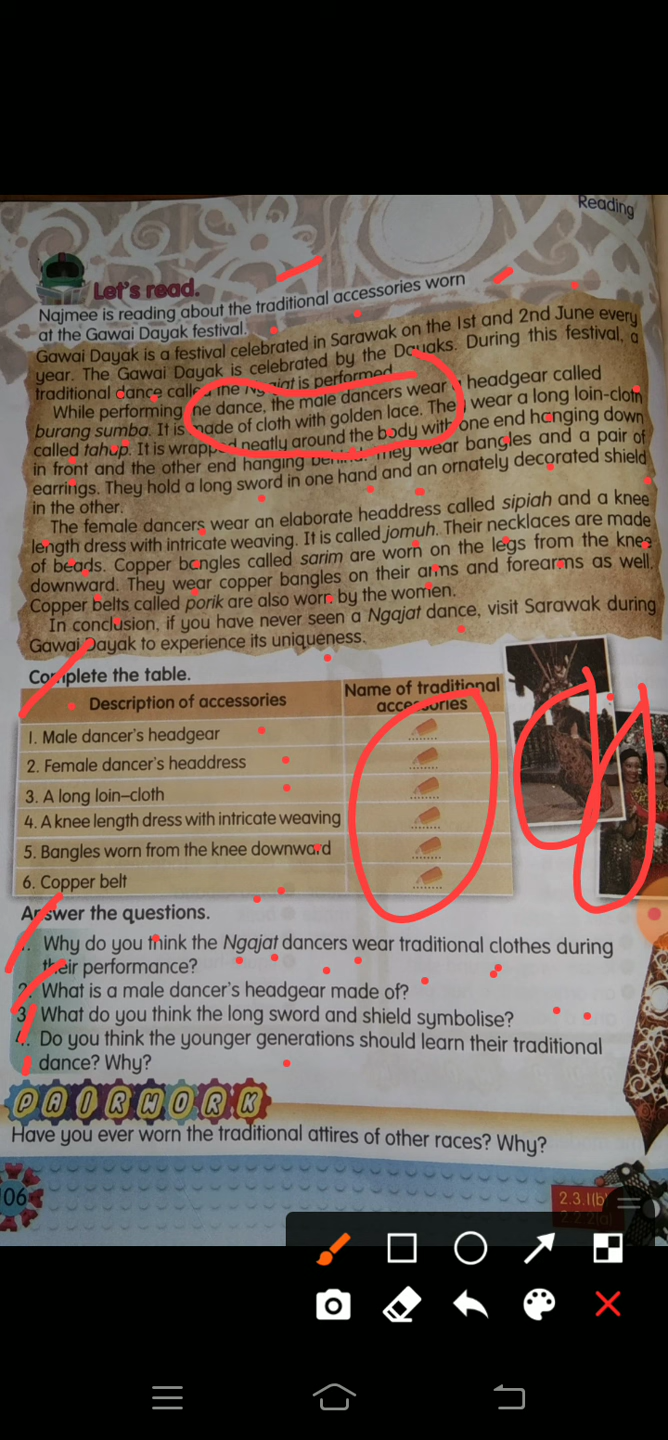 Reading
Let's read.
Najmee is reading about the traditional accessories worn
at the Gawai Dayak festival.
Gawai Dayak is a festival celebrated in Sarawak on the 1st and 2nd June every
year. The Gawai Dayak is celebrated by the Dayaks. During this festival, a
traditional dance called the Ngajat is performed.
While performing the dance, the male dancers wear a headgear called
burang sumba. It is made of cloth with golden lace. They wear a long loin-cloth
called tahup. It is wrapped neatly around the body with one end hanging down
in front and the other end hanging behind. They wear bangles and a pair of
earrings. They hold a long sword in one hand and an ornately decorated shield
in the other.
The female dancers wear an elaborate headdress called sipiah and a knee
length dress with intricate weaving. It is called jomuh. Their necklaces are made
of beads. Copper bangles called sarim are worn on the legs from the knee
downward. They wear copper bangles on their arms and forearms as well.
Copper belts called porik are also worn by the women.
In conclusion, if you have never seen a Ngajat dance, visit Sarawak during
Gawai Dayak to experience its uniqueness.
Complete the table.
Description of accessories Name of traditional accessories
1. Male dancer's headgear
2. Female dancer's headdress
3. A long loin–cloth
4. A knee length dress with intricate weaving
5. Bangles worn from the knee downward
6. Copper belt
Answer the questions.
1. Why do you think the Ngajat dancers wear traditional clothes during
their performance?
2. What is a male dancer's headgear made of?
3. What do you think the long sword and shield symbolise?
4. Do you think the younger generations should learn their traditional
dance? Why?
PAIRWORK
Have you ever worn the traditional attires of other races? Why?
106
2.3.1(b)
2.2.2(a)